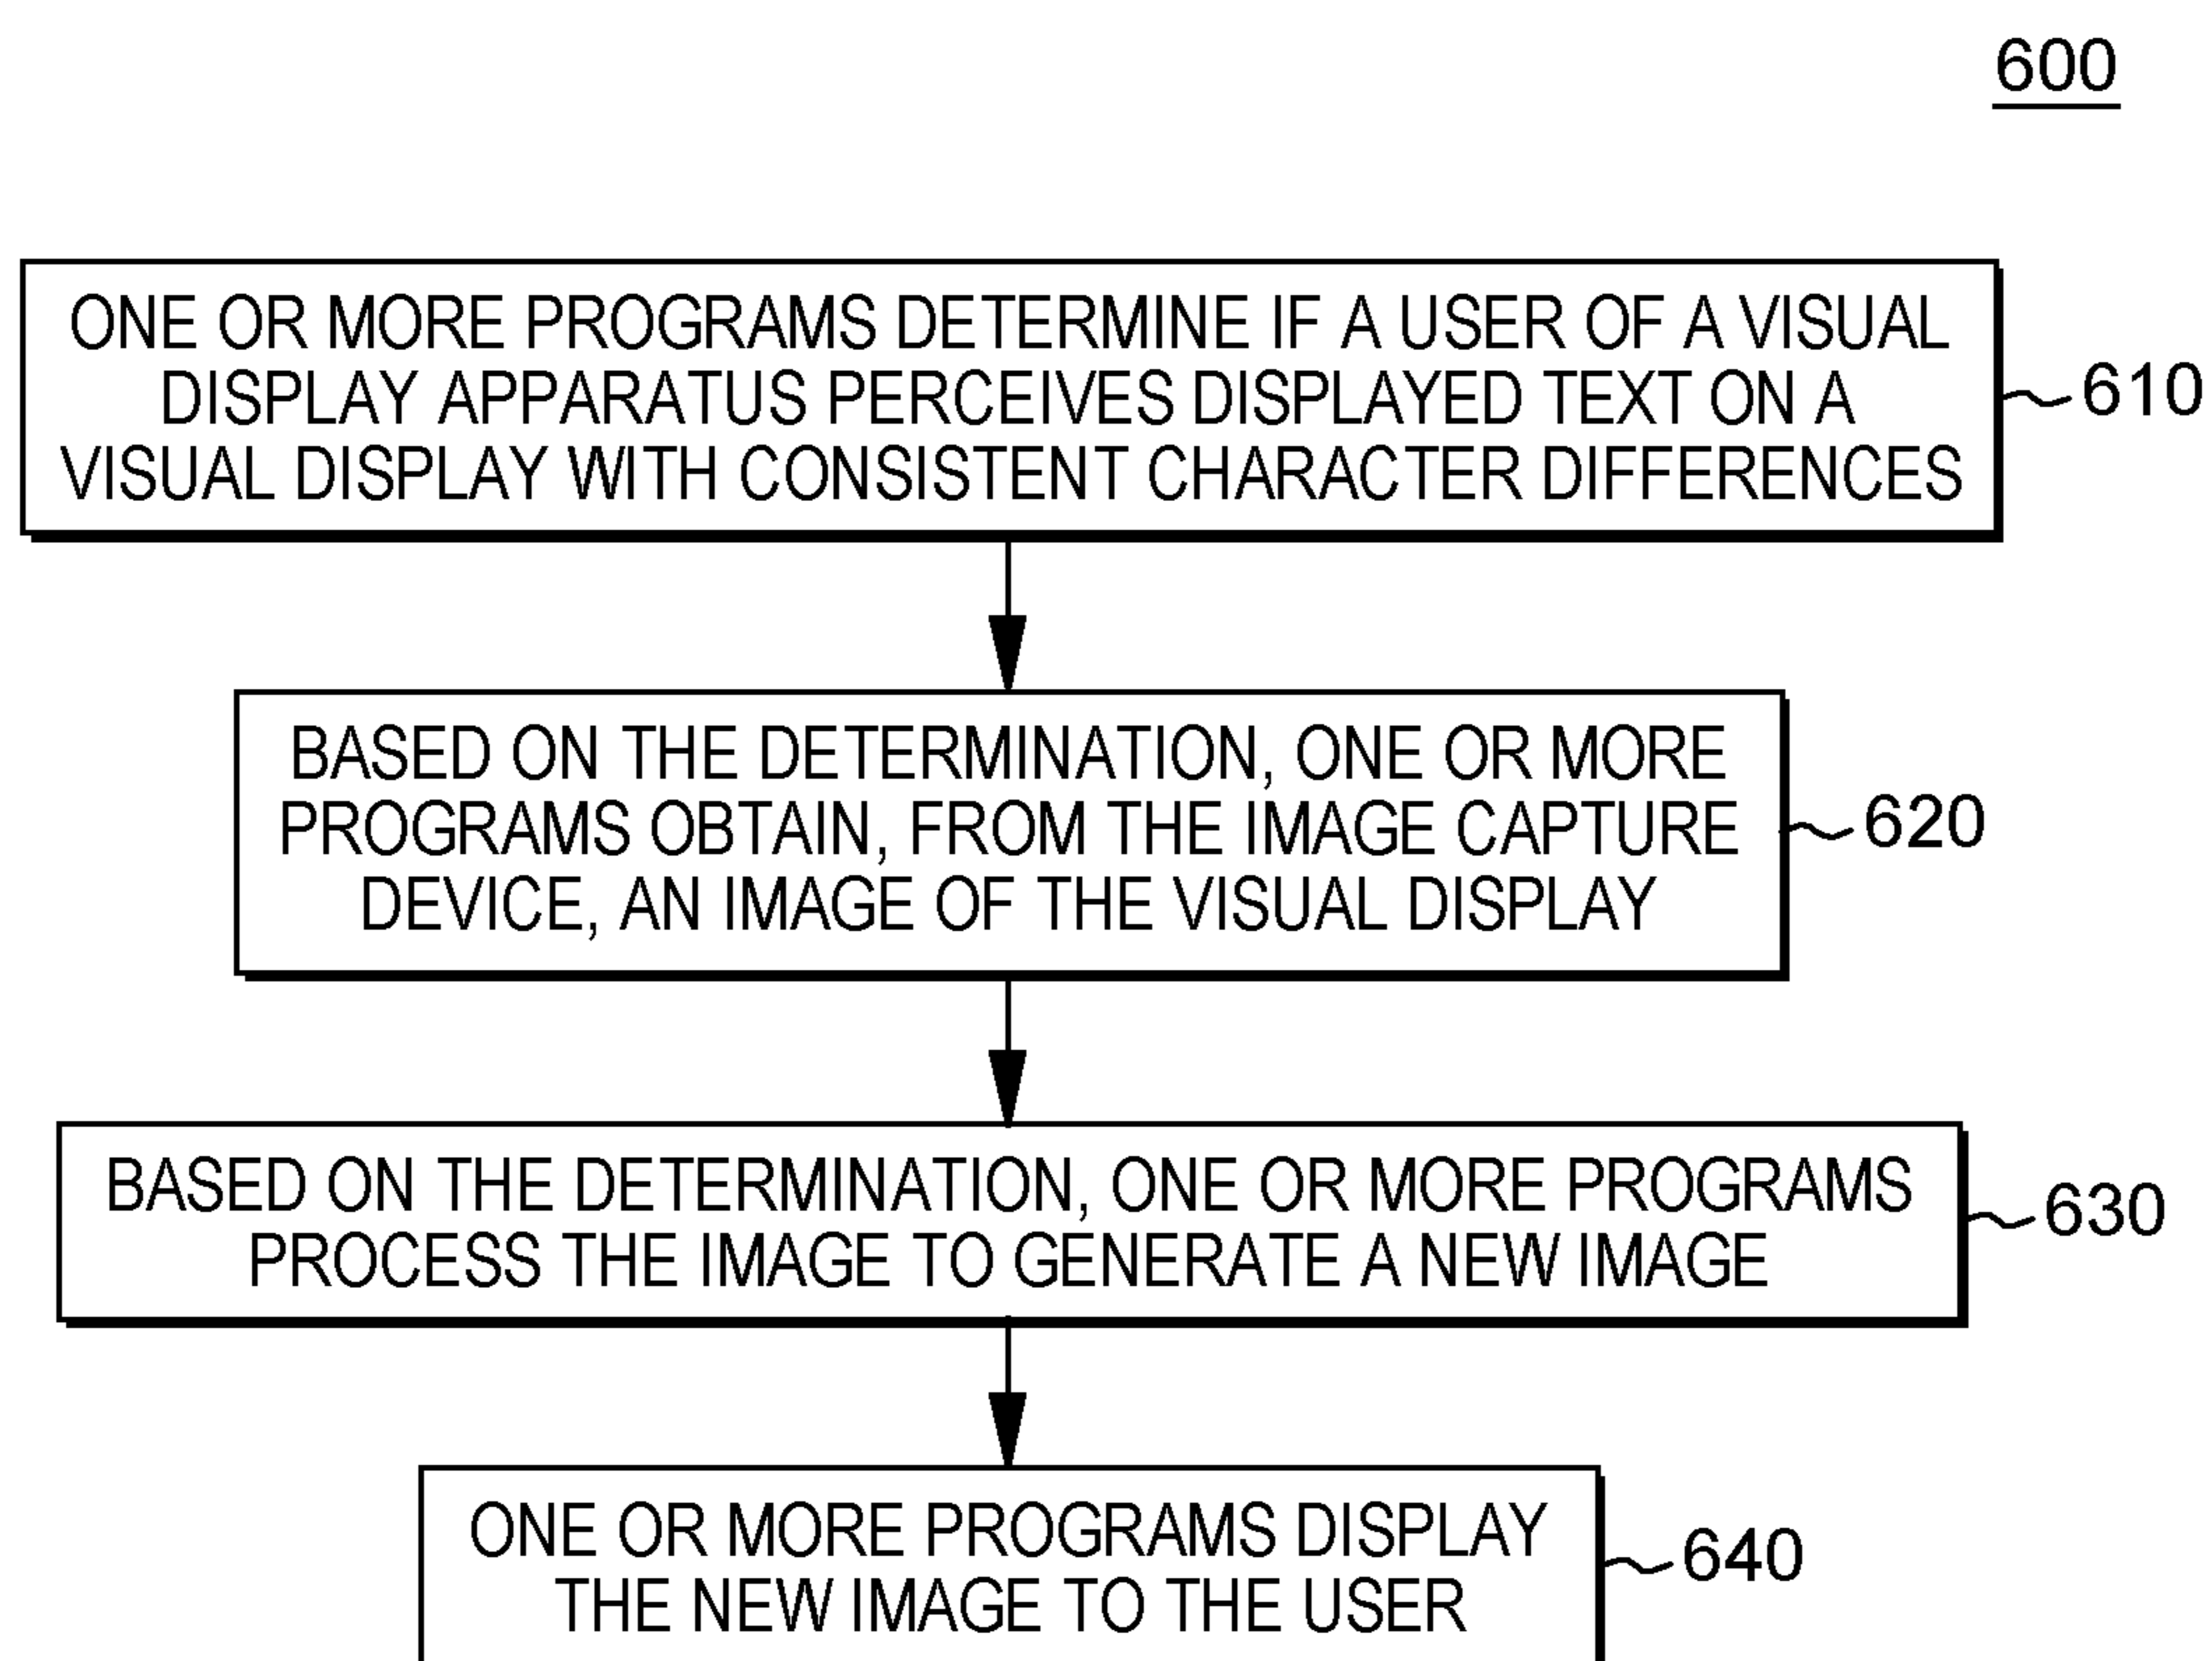 600
ONE OR MORE PROGRAMS DETERMINE IF A USER OF A VISUAL
DISPLAY APPARATUS PERCEIVES DISPLAYED TEXT ON A
VISUAL DISPLAY WITH CONSISTENT CHARACTER DIFFERENCES
610
BASED ON THE DETERMINATION, ONE OR MORE
PROGRAMS OBTAIN, FROM THE IMAGE CAPTURE
DEVICE, AN IMAGE OF THE VISUAL DISPLAY
620
BASED ON THE DETERMINATION, ONE OR MORE PROGRAMS
PROCESS THE IMAGE TO GENERATE A NEW IMAGE
630
ONE OR MORE PROGRAMS DISPLAY
THE NEW IMAGE TO THE USER
640